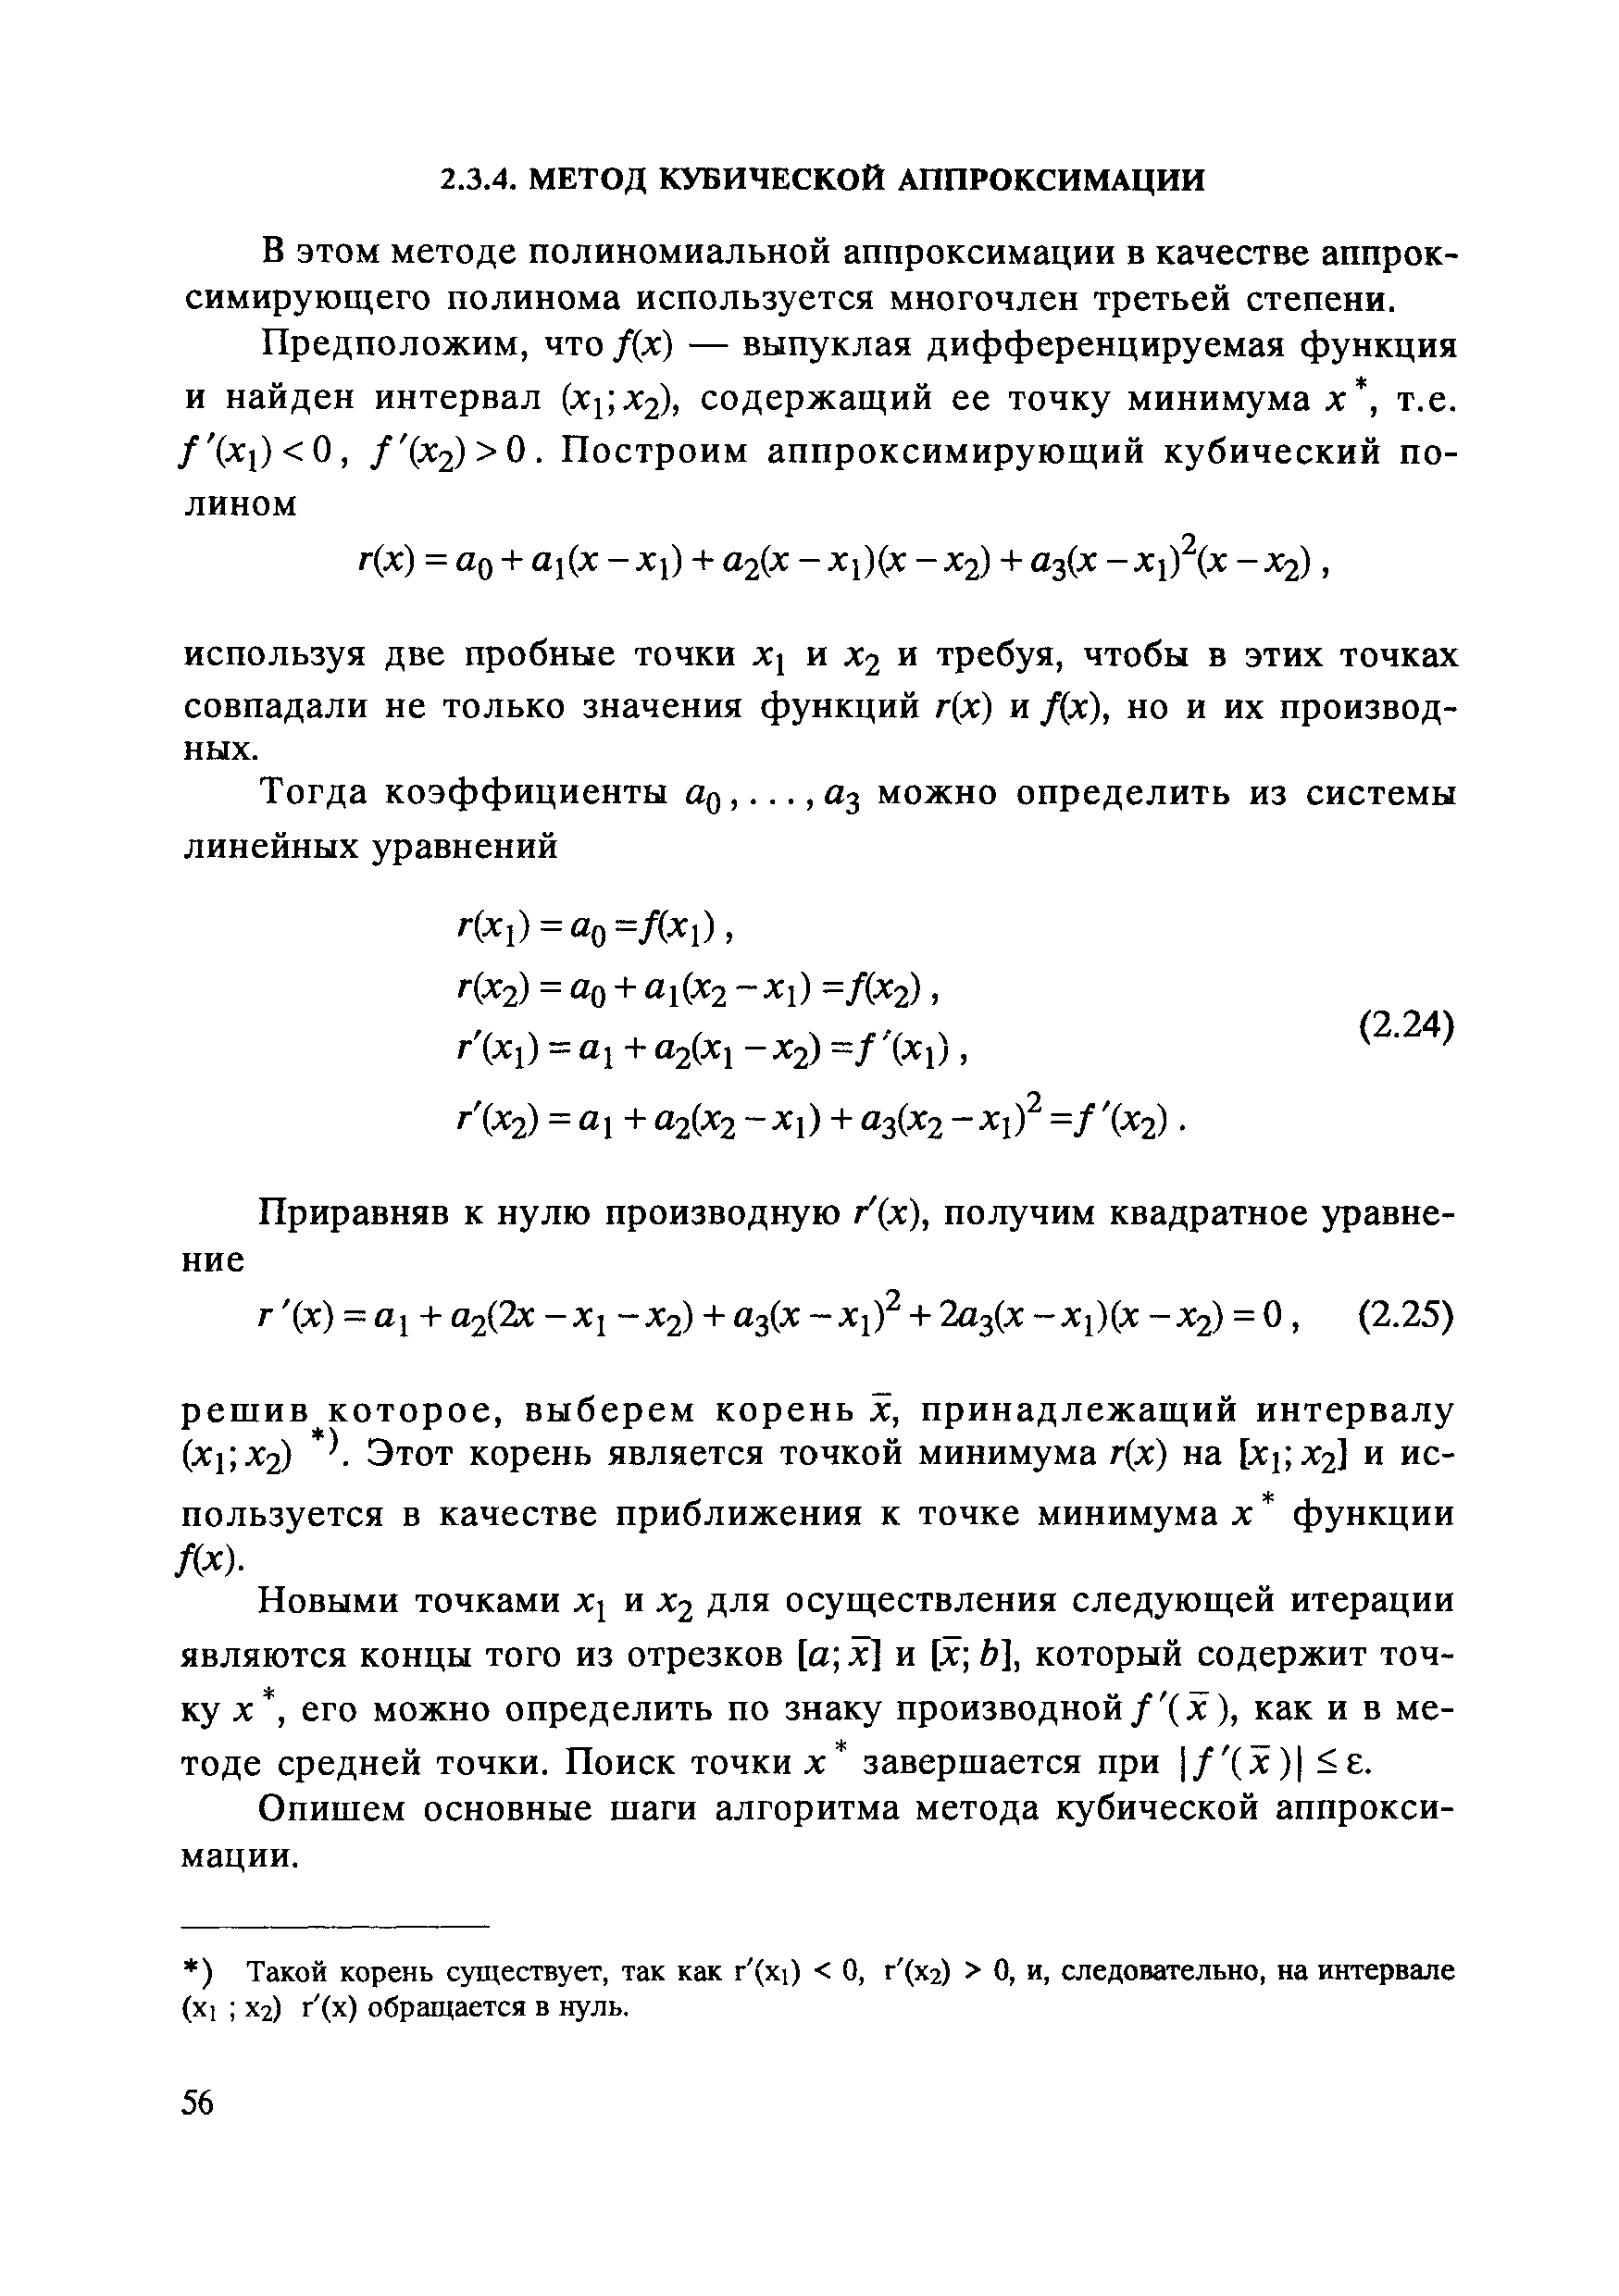 2.3.4. МЕТОД КУБИЧЕСКОЙ АППРОКСИМАЦИИ
В этом методе полиномиальной аппроксимации в качестве аппрок-
симирующего полинома используется многочлен третьей степени.
Предположим, что f(x) — выпуклая дифференцируемая функция
и найден интервал (x₁; x₂), содержащий ее точку минимума x*, т.е.
f′(x₁) < 0, f′(x₂) > 0. Построим аппроксимирующий кубический по-
лином
r(x) = a₀ + a₁(x – x₁) + a₂(x – x₁)(x – x₂) + a₃(x – x₁)²(x – x₂) ,
используя две пробные точки x₁ и x₂ и требуя, чтобы в этих точках
совпадали не только значения функций r(x) и f(x), но и их производ-
ных.
Тогда коэффициенты a₀,...,a₃ можно определить из системы
линейных уравнений
r(x₁) = a₀ = f(x₁) ,
r(x₂) = a₀ + a₁(x₂ – x₁) = f(x₂) ,
r′(x₁) = a₁ + a₂(x₁ – x₂) = f′(x₁) ,
(2.24)
r′(x₂) = a₁ + a₂(x₂ – x₁) + a₃(x₂ – x₁)² = f′(x₂) .
Приравняв к нулю производную r′(x), получим квадратное уравне-
ние
r′(x) = a₁ + a₂(2x – x₁ – x₂) + a₃(x – x₁)² + 2a₃(x – x₁)(x – x₂) = 0 , (2.25)
решив которое, выберем корень x̄, принадлежащий интервалу
(x₁; x₂) *). Этот корень является точкой минимума r(x) на [x₁; x₂] и ис-
пользуется в качестве приближения к точке минимума x* функции
f(x).
Новыми точками x₁ и x₂ для осуществления следующей итерации
являются концы того из отрезков [a; x̄] и [x̄; b], который содержит точ-
ку x*, его можно определить по знаку производной f′(x̄), как и в ме-
тоде средней точки. Поиск точки x* завершается при |f′(x̄)| ≤ ε.
Опишем основные шаги алгоритма метода кубической аппрокси-
мации.
*) Такой корень существует, так как r′(x₁) < 0, r′(x₂) > 0, и, следовательно, на интервале
(x₁ ; x₂) r′(x) обращается в нуль.
56